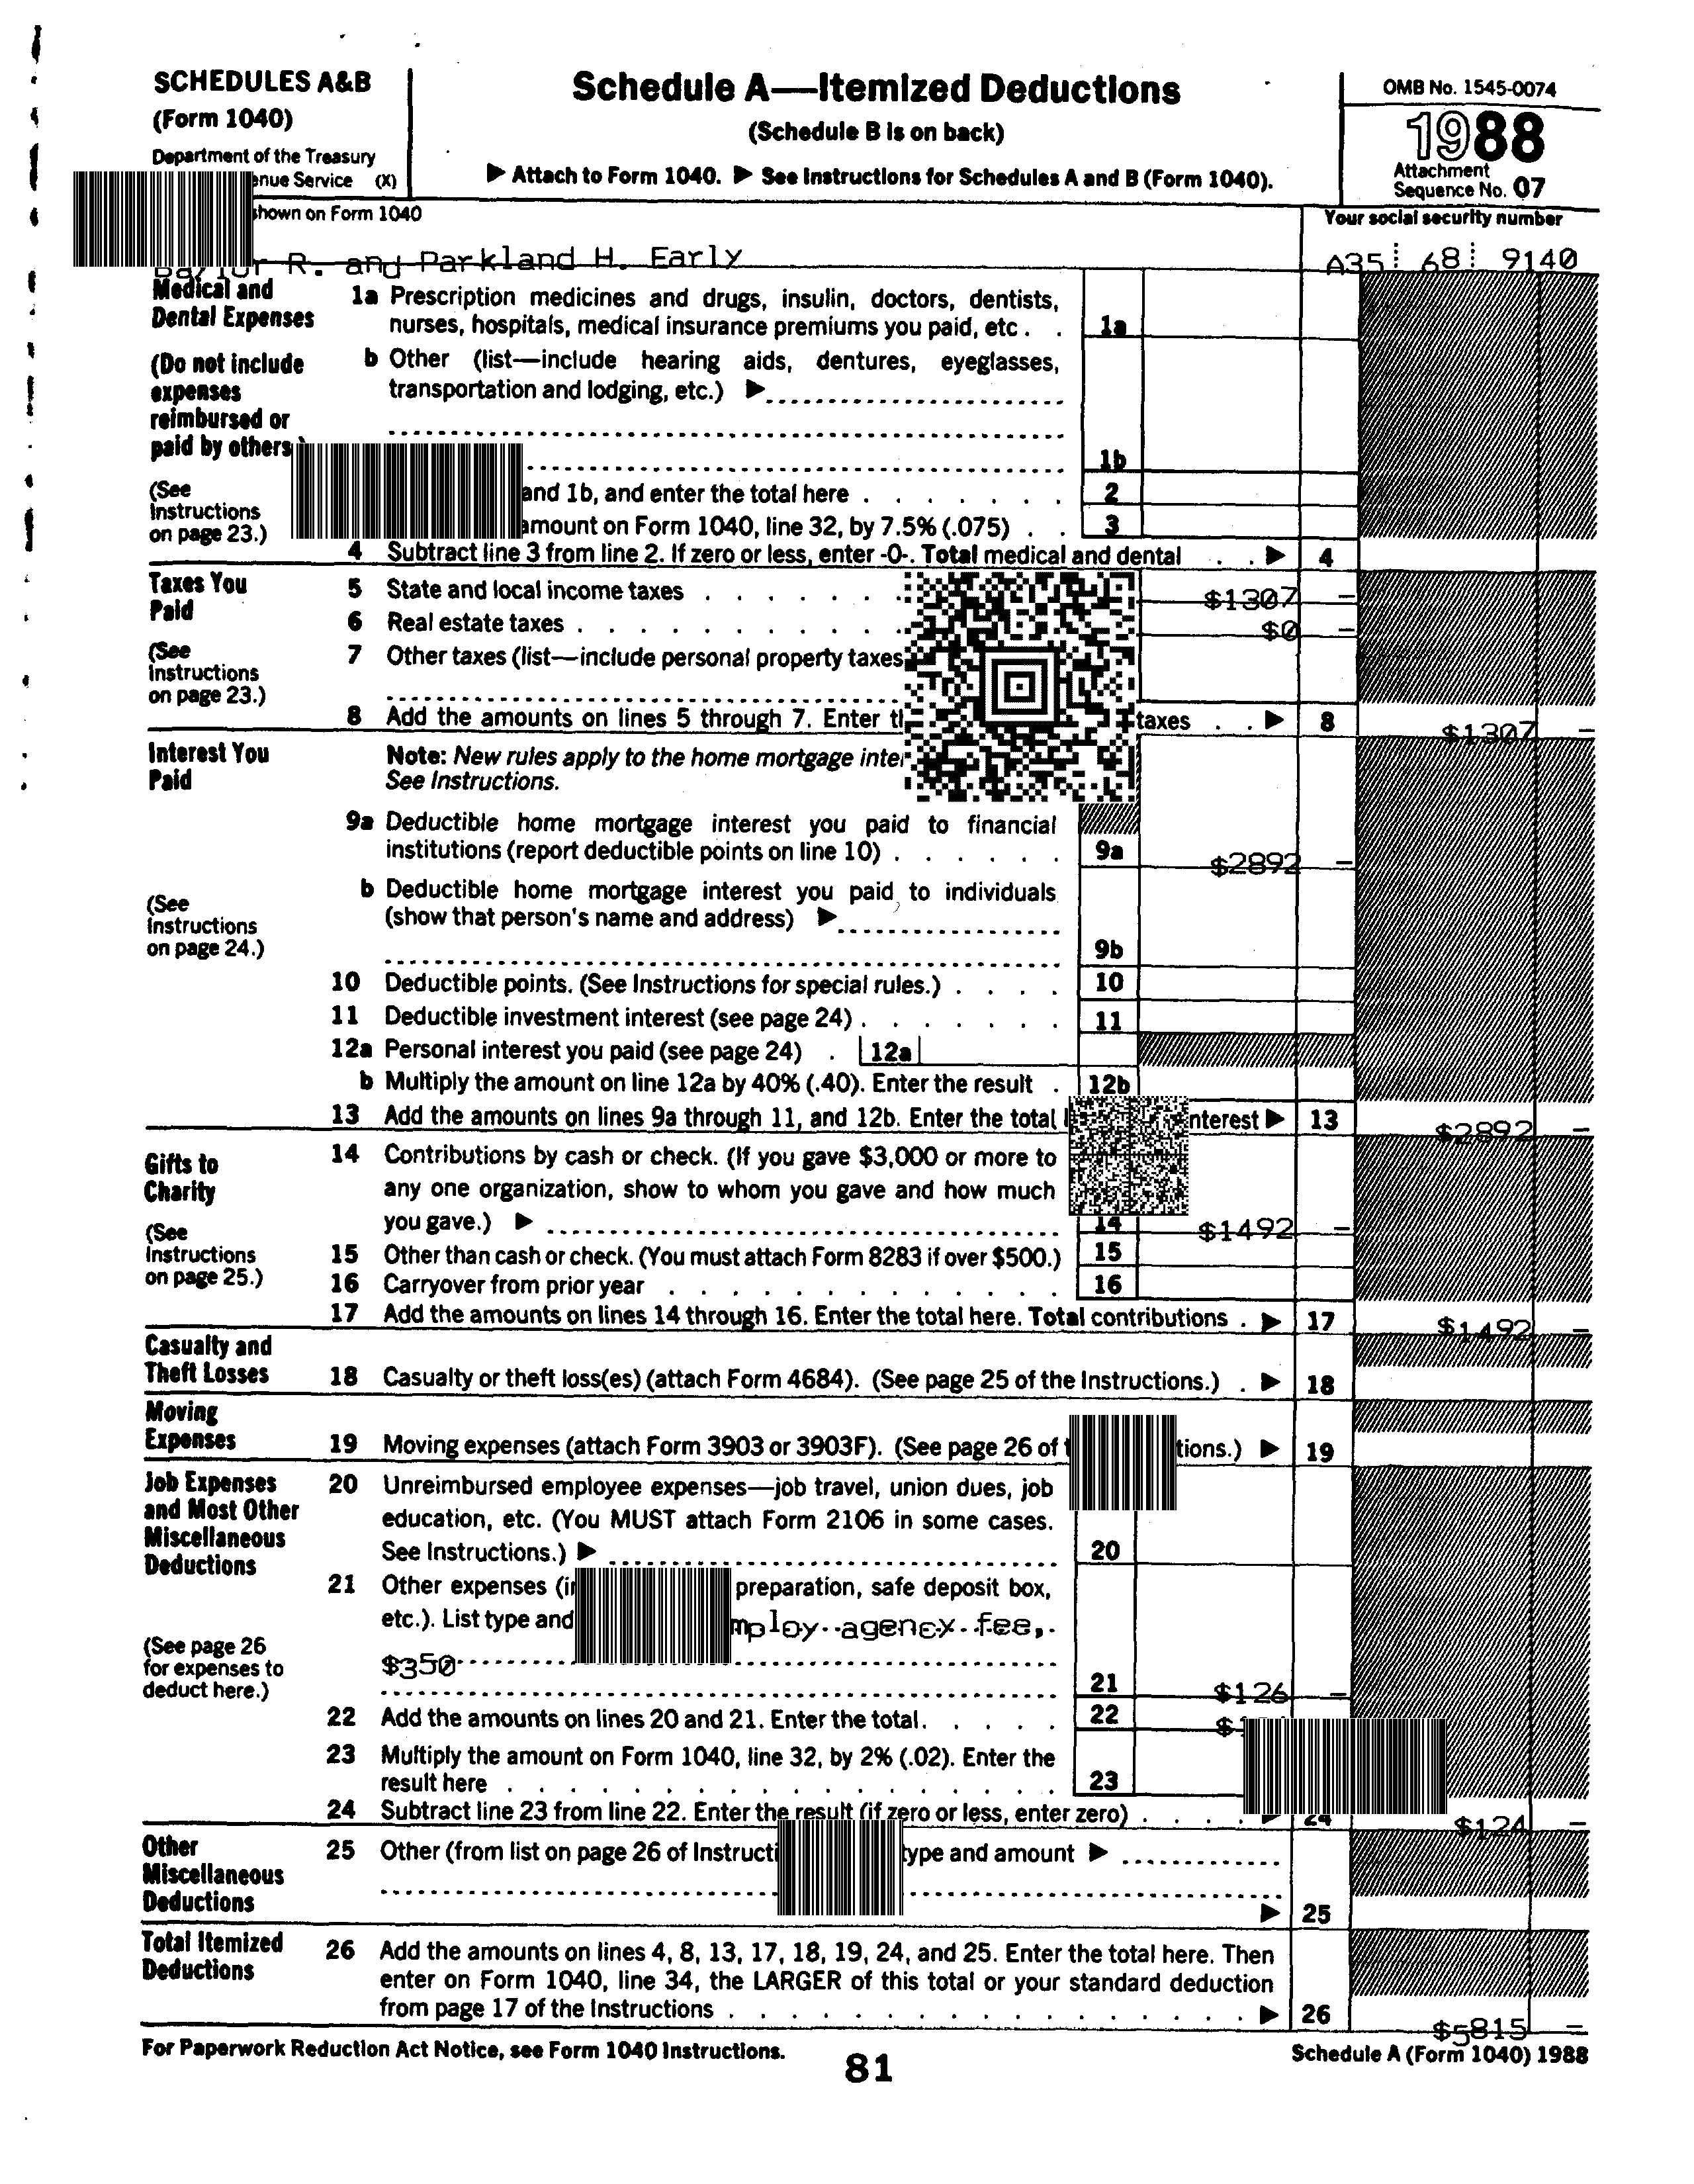 SCHEDULES A&B
(Form 1040)
Department of the Treasury
enue Service (X)
Schedule A—Itemized Deductions
(Schedule B is on back)
▶ Attach to Form 1040. ▶ See Instructions for Schedules A and B (Form 1040).
OMB No. 1545-0074
1988
Attachment
Sequence No. 07
shown on Form 1040
Your social security number
R. and Parkland H. Early
A35 68 9140
Medical and
Dental Expenses
(Do not include
expenses
reimbursed or
paid by others.)
(See
Instructions
on page 23.)
1a Prescription medicines and drugs, insulin, doctors, dentists,
nurses, hospitals, medical insurance premiums you paid, etc . . 1a
b Other (list—include hearing aids, dentures, eyeglasses,
transportation and lodging, etc.) ▶
1b
and 1b, and enter the total here . . . . . . . 2
amount on Form 1040, line 32, by 7.5% (.075) . . 3
4 Subtract line 3 from line 2. If zero or less, enter -0-. Total medical and dental . . ▶ 4
Taxes You
Paid
(See
Instructions
on page 23.)
5 State and local income taxes . . . . . . . $1307 —
6 Real estate taxes . . . . . . . . . . . $0 —
7 Other taxes (list—include personal property taxes
8 Add the amounts on lines 5 through 7. Enter taxes . . ▶ 8 $1307 —
Interest You
Paid
(See
Instructions
on page 24.)
Note: New rules apply to the home mortgage
See Instructions.
9a Deductible home mortgage interest you paid to financial
institutions (report deductible points on line 10) . . . . . . 9a $2892 —
b Deductible home mortgage interest you paid to individuals
(show that person's name and address) ▶
9b
10 Deductible points. (See Instructions for special rules.) . . . . 10
11 Deductible investment interest (see page 24) . . . . . . . 11
12a Personal interest you paid (see page 24) . 12a
b Multiply the amount on line 12a by 40% (.40). Enter the result . 12b
13 Add the amounts on lines 9a through 11, and 12b. Enter the total nterest ▶ 13 $2892 —
Gifts to
Charity
(See
Instructions
on page 25.)
14 Contributions by cash or check. (If you gave $3,000 or more to
any one organization, show to whom you gave and how much
you gave.) ▶ 14 $1492 —
15 Other than cash or check. (You must attach Form 8283 if over $500.) 15
16 Carryover from prior year . . . . . . . . . . . . . 16
17 Add the amounts on lines 14 through 16. Enter the total here. Total contributions . ▶ 17 $1492 —
Casualty and
Theft Losses
18 Casualty or theft loss(es) (attach Form 4684). (See page 25 of the Instructions.) . ▶ 18
Moving
Expenses
19 Moving expenses (attach Form 3903 or 3903F). (See page 26 of tions.) ▶ 19
Job Expenses
and Most Other
Miscellaneous
Deductions
(See page 26
for expenses to
deduct here.)
20 Unreimbursed employee expenses—job travel, union dues, job
education, etc. (You MUST attach Form 2106 in some cases.
See Instructions.) ▶ 20
21 Other expenses preparation, safe deposit box,
etc.). List type and mploy agency fee,
$350
21 $126 —
22 Add the amounts on lines 20 and 21. Enter the total. . . . . 22
23 Multiply the amount on Form 1040, line 32, by 2% (.02). Enter the
result here . . . . . . . . . . . . . . . . . . 23
24 Subtract line 23 from line 22. Enter the result (if zero or less, enter zero) . . . . ▶ 24 $124 —
Other
Miscellaneous
Deductions
25 Other (from list on page 26 of Instructi ype and amount ▶
▶ 25
Total Itemized
Deductions
26 Add the amounts on lines 4, 8, 13, 17, 18, 19, 24, and 25. Enter the total here. Then
enter on Form 1040, line 34, the LARGER of this total or your standard deduction
from page 17 of the Instructions . . . . . . . . . . . . . . . . ▶ 26 $5815 —
For Paperwork Reduction Act Notice, see Form 1040 Instructions.
81
Schedule A (Form 1040) 1988